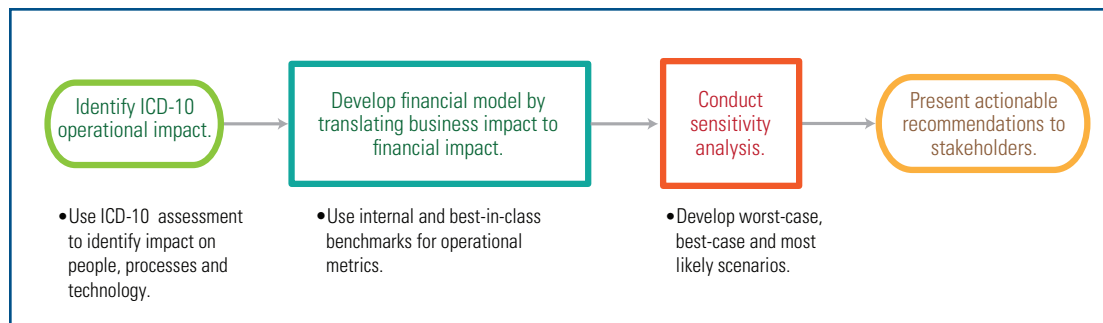 Identify ICD-10
operational impact.
Develop financial model by
translating business impact to
financial impact.
Conduct
sensitivity
analysis.
Present actionable
recommendations to
stakeholders.
•Use ICD-10 assessment
to identify impact on
people, processes and
technology.
•Use internal and best-in-class
benchmarks for operational
metrics.
•Develop worst-case,
best-case and most
likely scenarios.